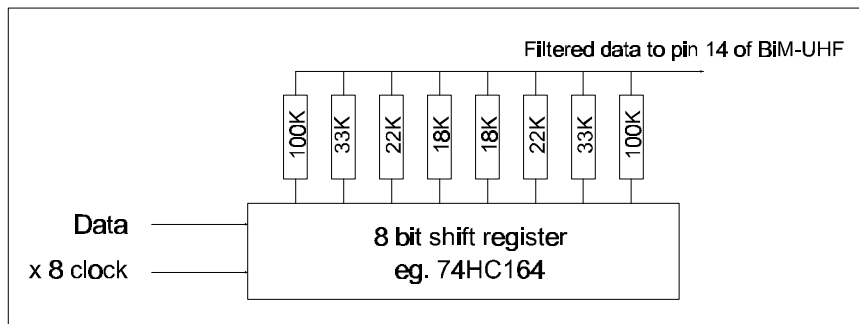 Filtered data to pin 14 of BiM-UHF
100K
33K
22K
18K
18K
22K
33K
100K
Data
x 8 clock
8 bit shift register
eg. 74HC164